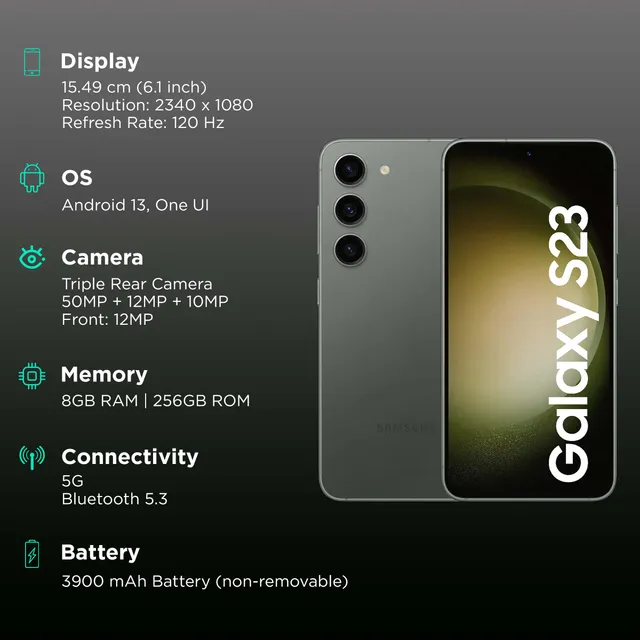 Display
15.49 cm (6.1 inch)
Resolution: 2340 x 1080
Refresh Rate: 120 Hz
OS
Android 13, One UI
Camera
Triple Rear Camera
50MP + 12MP + 10MP
Front: 12MP
Memory
8GB RAM | 256GB ROM
Connectivity
5G
Bluetooth 5.3
Battery
3900 mAh Battery (non-removable)
SAMSUNG
Galaxy S23